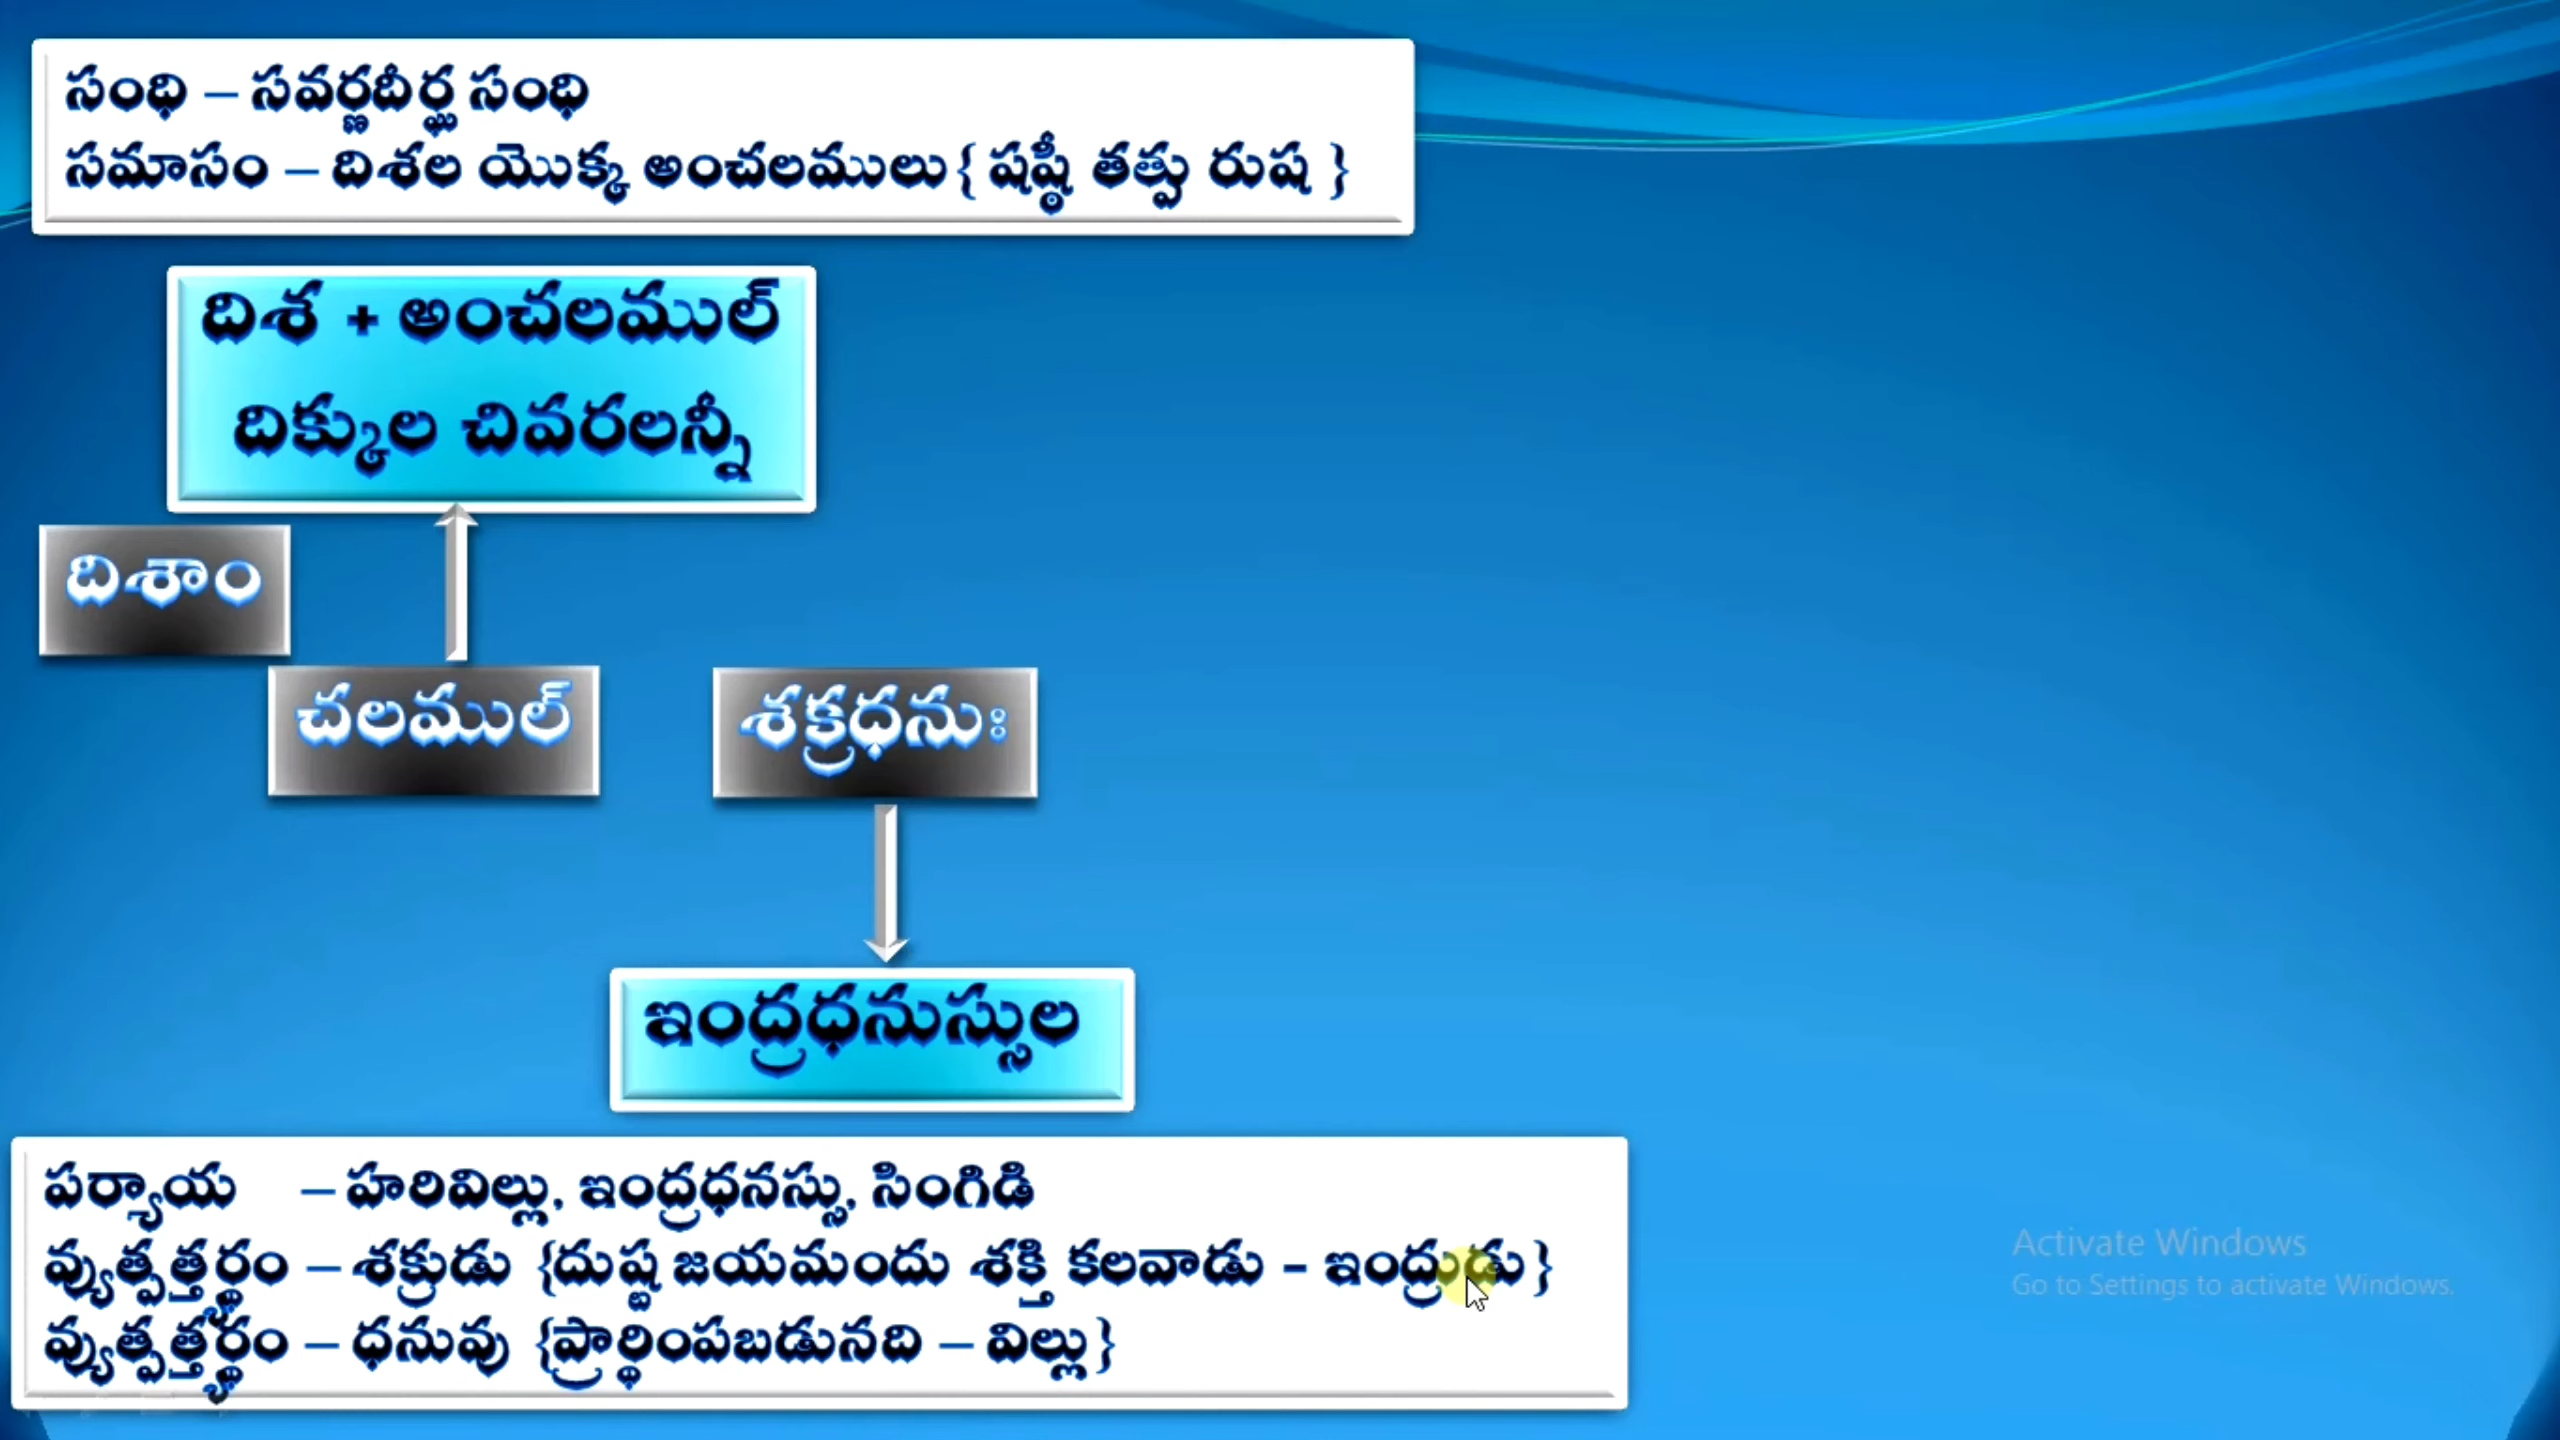 సంధి – సవర్ణదీర్ఘ సంధి
సమాసం – దిశల యొక్క అంచలములు { షష్ఠీ తత్పు రుష }
దిశ + అంచలముల్
దిక్కుల చివరలన్నీ
దిశాం
చలముల్
శక్రధనుః
ఇంద్రధనుస్సుల
పర్యాయ – హరివిల్లు, ఇంద్రధనస్సు, సింగిడి
వ్యుత్పత్త్యర్థం – శక్రుడు {దుష్ట జయమందు శక్తి కలవాడు - ఇంద్రుడు}
వ్యుత్పత్త్యర్థం – ధనువు {ప్రార్థింపబడునది – విల్లు}
Activate Windows
Go to Settings to activate Windows.